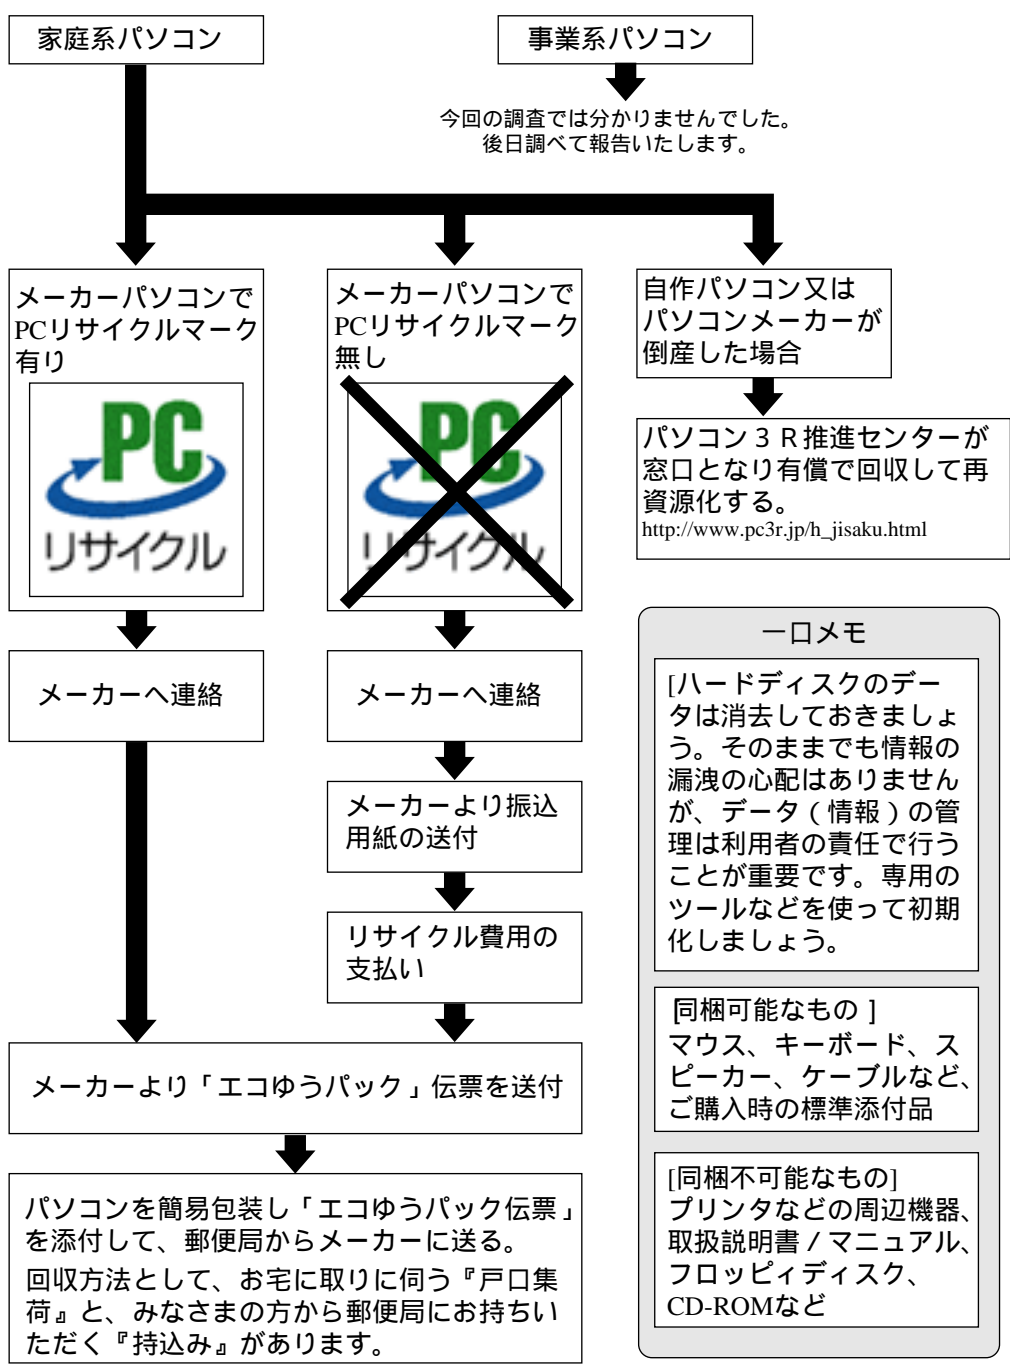 家庭系パソコン
事業系パソコン
今回の調査では分かりませんでした。
後日調べて報告いたします。
メーカーパソコンで
PCリサイクルマーク
有り
PC
リサイクル
メーカーパソコンで
PCリサイクルマーク
無し
PC
リサイクル
自作パソコン又は
パソコンメーカーが
倒産した場合
パソコン３Ｒ推進センターが
窓口となり有償で回収して再
資源化する。
http://www.pc3r.jp/h_jisaku.html
メーカーへ連絡
メーカーへ連絡
メーカーより振込
用紙の送付
リサイクル費用の
支払い
メーカーより「エコゆうパック」伝票を送付
パソコンを簡易包装し「エコゆうパック伝票」
を添付して、郵便局からメーカーに送る。
回収方法として、お宅に取りに伺う『戸口集
荷』と、みなさまの方から郵便局にお持ちい
ただく『持込み』があります。
一口メモ
[ハードディスクのデー
タは消去しておきましょ
う。そのままでも情報の
漏洩の心配はありません
が、データ（情報）の管
理は利用者の責任で行う
ことが重要です。専用の
ツールなどを使って初期
化しましょう。
[同梱可能なもの ]
マウス、キーボード、ス
ピーカー、ケーブルなど、
ご購入時の標準添付品
[同梱不可能なもの]
プリンタなどの周辺機器、
取扱説明書／マニュアル、
フロッピィディスク、
CD-ROMなど